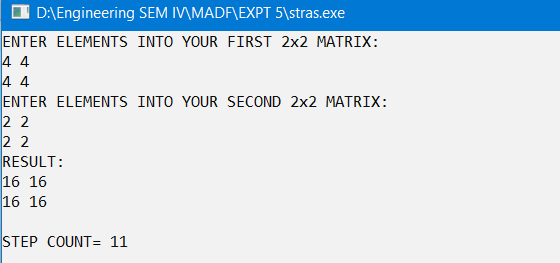 D:\Engineering SEM IV\MADF\EXPT 5\stras.exe
ENTER ELEMENTS INTO YOUR FIRST 2x2 MATRIX:
4 4
4 4
ENTER ELEMENTS INTO YOUR SECOND 2x2 MATRIX:
2 2
2 2
RESULT:
16 16
16 16
STEP COUNT= 11